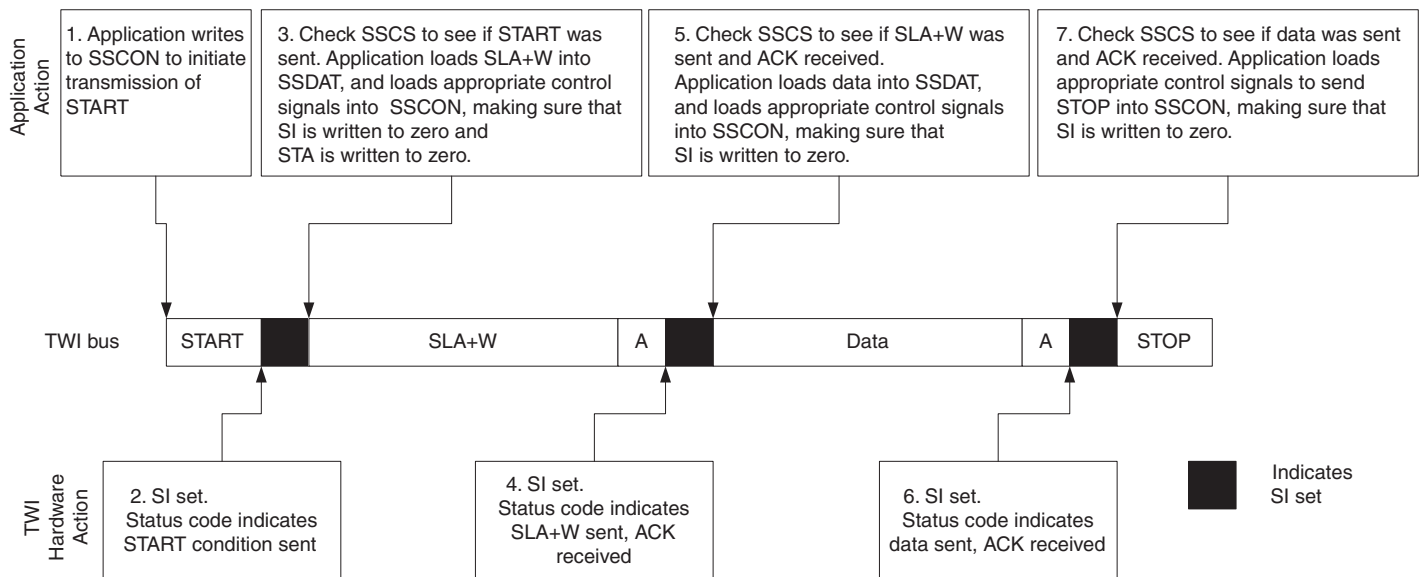 Application
Action
1. Application writes
to SSCON to initiate
transmission of
START
3. Check SSCS to see if START was
sent. Application loads SLA+W into
SSDAT, and loads appropriate control
signals into SSCON, making sure that
SI is written to zero and
STA is written to zero.
5. Check SSCS to see if SLA+W was
sent and ACK received.
Application loads data into SSDAT,
and loads appropriate control signals
into SSCON, making sure that
SI is written to zero.
7. Check SSCS to see if data was sent
and ACK received. Application loads
appropriate control signals to send
STOP into SSCON, making sure that
SI is written to zero.
TWI bus
START
SLA+W
A
Data
A
STOP
TWI
Hardware
Action
2. SI set.
Status code indicates
START condition sent
4. SI set.
Status code indicates
SLA+W sent, ACK
received
6. SI set.
Status code indicates
data sent, ACK received
Indicates
SI set